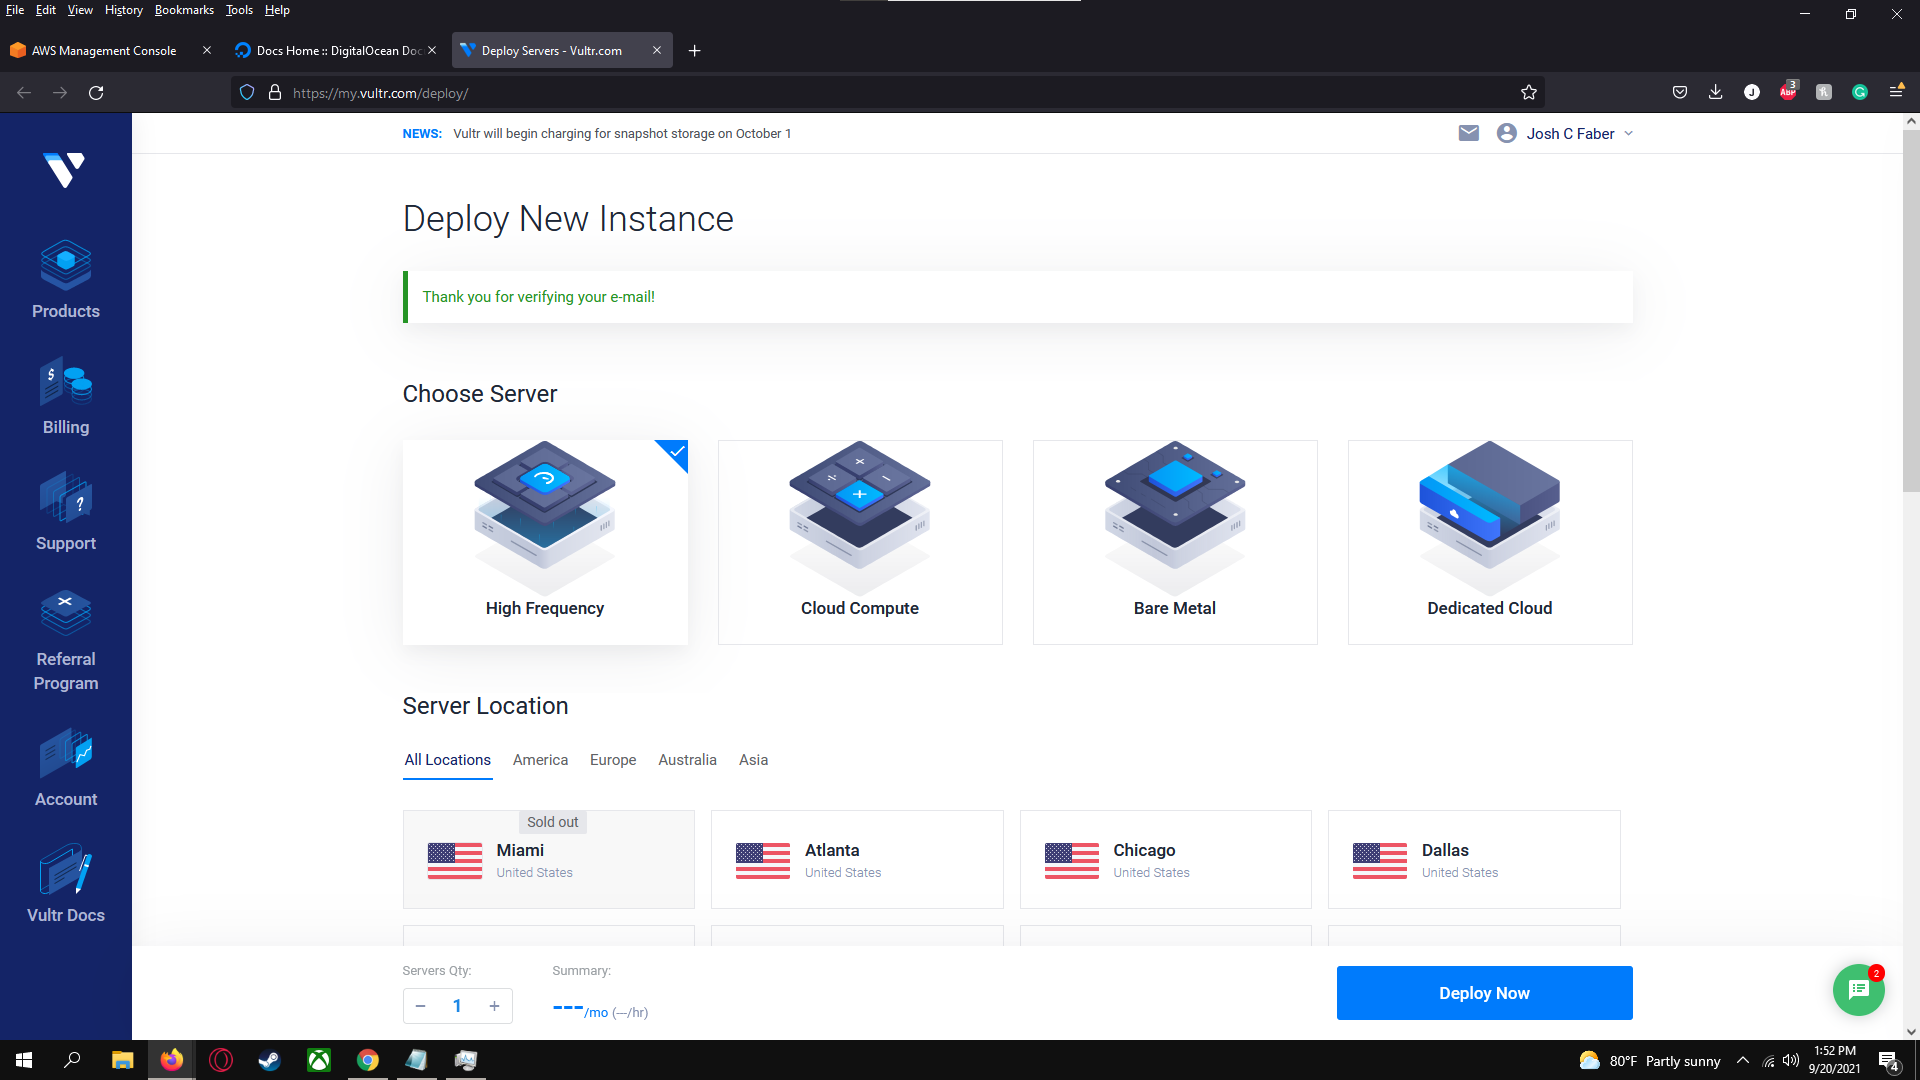 File Edit View History Bookmarks Tools Help
AWS Management Console
Docs Home :: DigitalOcean Doc
Deploy Servers - Vultr.com
https://my.vultr.com/deploy/
J
ABP
3
NEWS: Vultr will begin charging for snapshot storage on October 1
Josh C Faber
Products
Billing
Support
Referral
Program
Account
Vultr Docs
Deploy New Instance
Thank you for verifying your e-mail!
Choose Server
High Frequency
Cloud Compute
Bare Metal
Dedicated Cloud
Server Location
All Locations America Europe Australia Asia
Sold out
Miami
United States
Atlanta
United States
Chicago
United States
Dallas
United States
Servers Qty:
− 1 +
Summary:
---/mo (---/hr)
Deploy Now
2
80°F Partly sunny
1:52 PM
9/20/2021
4